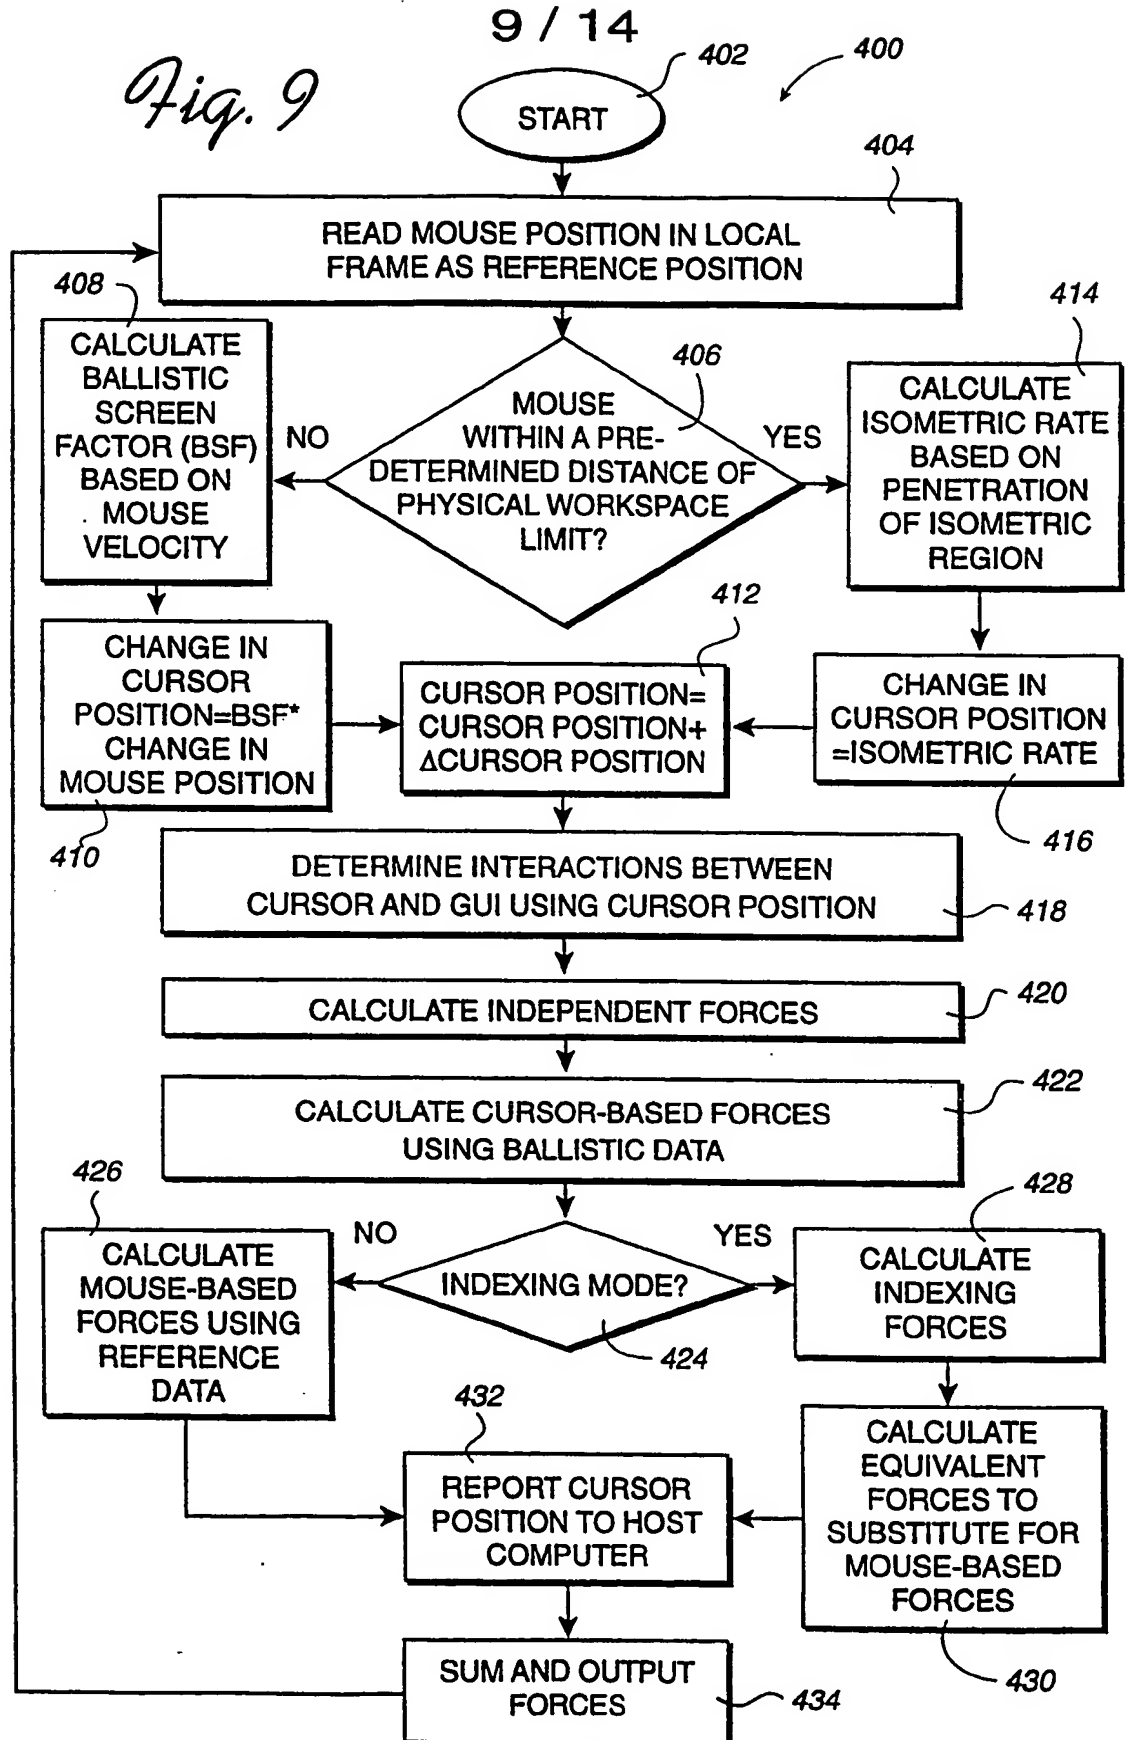 9 / 14
Fig. 9
402
400
START
404
READ MOUSE POSITION IN LOCAL
FRAME AS REFERENCE POSITION
408
CALCULATE
BALLISTIC
SCREEN
FACTOR (BSF)
BASED ON
MOUSE
VELOCITY
NO
406
MOUSE
WITHIN A PRE-
DETERMINED DISTANCE OF
PHYSICAL WORKSPACE
LIMIT?
YES
414
CALCULATE
ISOMETRIC RATE
BASED ON
PENETRATION
OF ISOMETRIC
REGION
CHANGE IN
CURSOR
POSITION=BSF*
CHANGE IN
MOUSE POSITION
410
412
CURSOR POSITION=
CURSOR POSITION+
ΔCURSOR POSITION
CHANGE IN
CURSOR POSITION
=ISOMETRIC RATE
416
DETERMINE INTERACTIONS BETWEEN
CURSOR AND GUI USING CURSOR POSITION
418
CALCULATE INDEPENDENT FORCES
420
CALCULATE CURSOR-BASED FORCES
USING BALLISTIC DATA
422
426
CALCULATE
MOUSE-BASED
FORCES USING
REFERENCE
DATA
NO
INDEXING MODE?
424
YES
428
CALCULATE
INDEXING
FORCES
432
REPORT CURSOR
POSITION TO HOST
COMPUTER
CALCULATE
EQUIVALENT
FORCES TO
SUBSTITUTE FOR
MOUSE-BASED
FORCES
430
SUM AND OUTPUT
FORCES
434